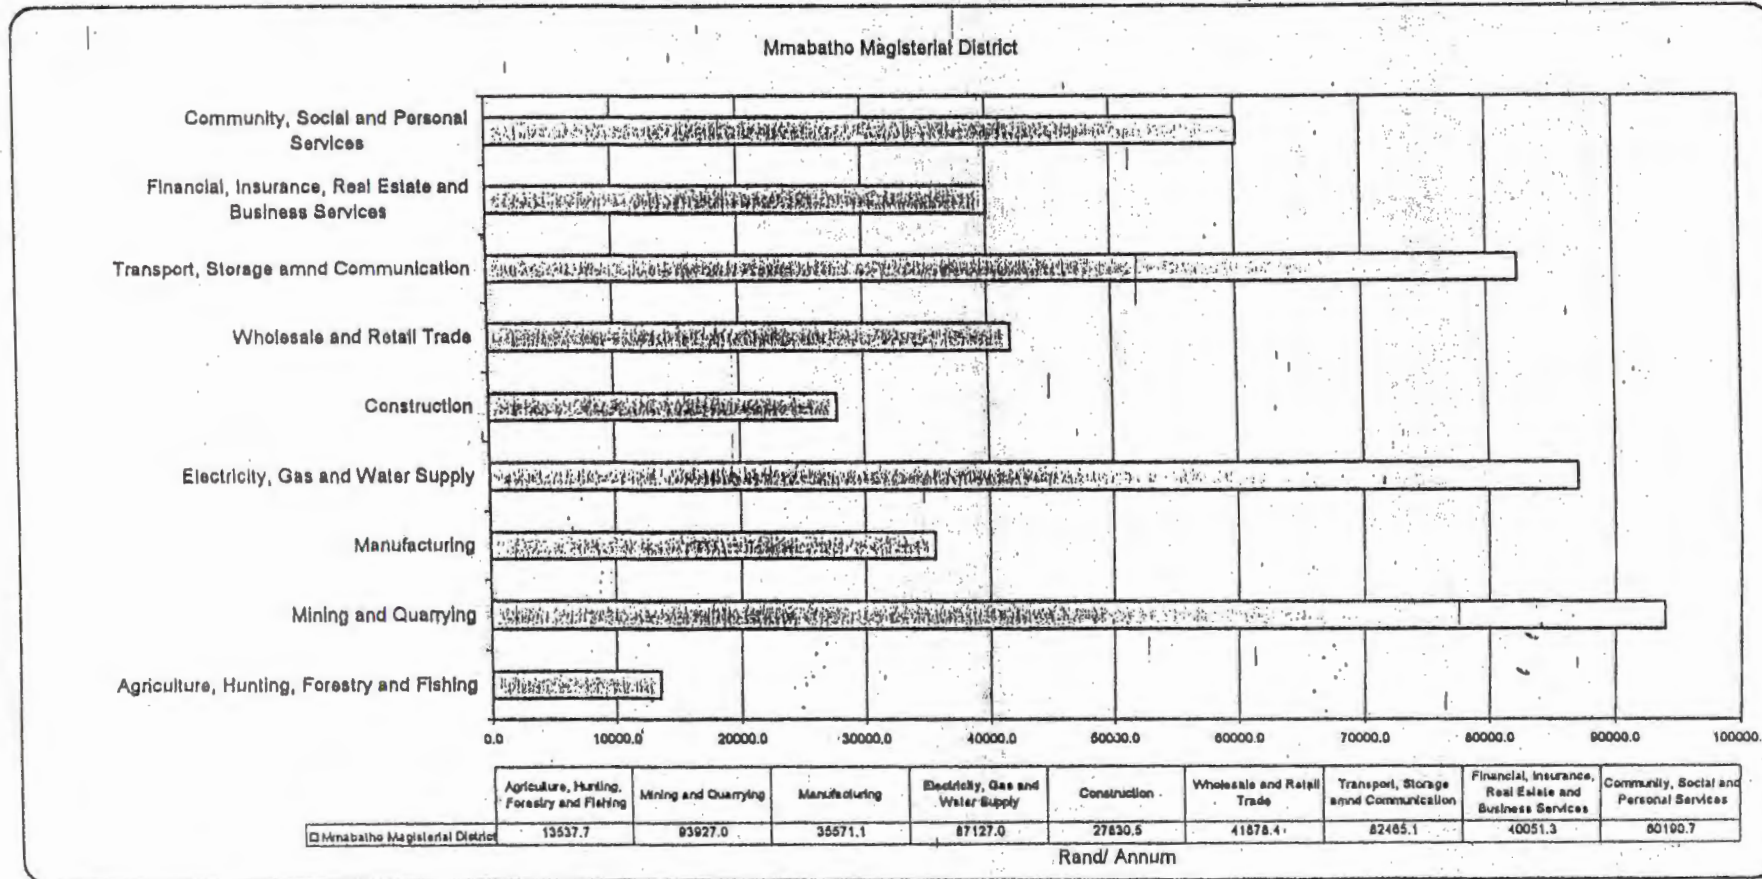 Mmabatho Magisterial District
Community, Social and Personal
Services
Financial, Insurance, Real Estate and
Business Services
Transport, Storage amnd Communication
Wholesale and Retail Trade
Construction
Electricity, Gas and Water Supply
Manufacturing
Mining and Quarrying
Agriculture, Hunting, Forestry and Fishing
0.0 10000.0 20000.0 30000.0 40000.0 50000.0 60000.0 70000.0 80000.0 90000.0 100000.
Agriculture, Hunting,
Forestry and Fishing
Mining and Quarrying
Manufacturing
Electricity, Gas and
Water Supply
Construction
Wholesale and Retail
Trade
Transport, Storage
amnd Communication
Financial, Insurance,
Real Estate and
Business Services
Community, Social and
Personal Services
Mmabatho Magisterial District 13537.7 93927.0 35571.1 87127.0 27830.5 41878.4 82465.1 40051.3 60190.7
Rand/ Annum